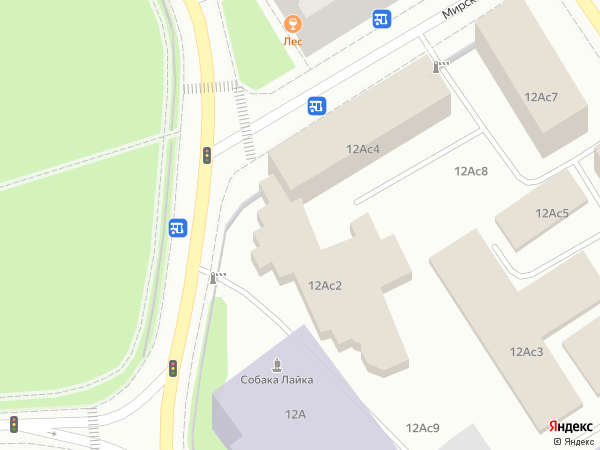 Мирск
Лес
12Ас7
12Ас4
12Ас8
12Ас5
12Ас2
12Ас3
Собака Лайка
12А
12Ас9
Яндекс
© Яндекс